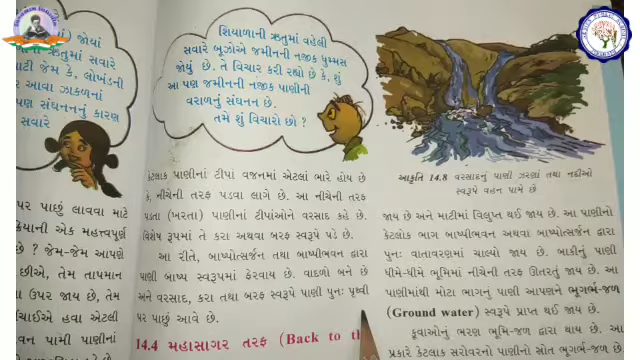 ) જોયાં
ઋતુમાં સવારે
ાટી જેમ કે, લોખંડની
ર આવા ઝાકળનાં
પણ સંઘનનનું કારણ
સવારે
શિયાળાની ઋતુમાં વહેલી
સવારે બૂઝોએ જમીનની નજીક ધુમ્મસ
જોયું છે. તે વિચાર કરી રહ્યો છે કે, શું
આ પણ જમીનની નજીક પાણીની
વરાળનું સંઘનન છે.
તમે શું વિચારો છો ?
પર પાછું લાવવા માટે
ક્રિયાની એક મહત્ત્વપૂર્ણ
છે ? જેમ-જેમ આપણે
છીએ, તેમ તાપમાન
ઉપર જાય છે, તેમ
ઊંચાઈએ હવા એટલી
વન પામી પાણીનાં
કેટલાક પાણીનાં ટીપાં વજનમાં એટલાં ભારે હોય છે
કે, નીચેની તરફ પડવા લાગે છે. આ નીચેની તરફ
પડતા (ખરતા) પાણીનાં ટીપાંઓને વરસાદ કહે છે.
વિશેષ રૂપમાં તે કરા અથવા બરફ સ્વરૂપે પડે છે.
આ રીતે, બાષ્પોત્સર્જન તથા બાષ્પીભવન દ્વારા
પાણી બાષ્પ સ્વરૂપમાં ફેરવાય છે. વાદળો બને છે
અને વરસાદ, કરા તથા બરફ સ્વરૂપે પાણી પુનઃ પૃથ્વી
પર પાછું આવે છે.
14.4 મહાસાગર તરફ (Back to th
આકૃતિ 14.8 વરસાદનું પાણી ઝરણાં તથા નદીઓ
સ્વરૂપે વહન પામે છે
જાય છે અને માટીમાં વિલુપ્ત થઈ જાય છે. આ પાણીનો
કેટલોક ભાગ બાષ્પીભવન અથવા બાષ્પોત્સર્જન દ્વારા
પુનઃ વાતાવરણમાં ચાલ્યો જાય છે. બાકીનું પાણી
ધીમે-ધીમે ભૂમિમાં નીચેની તરફ ઊતરતું જાય છે. આ
પાણીમાંથી મોટા ભાગનું પાણી આપણને ભૂગર્ભ-જળ
(Ground water) સ્વરૂપે પ્રાપ્ત થઈ જાય છે.
કૂવાઓનું ભરણ ભૂમિ-જળ દ્વારા થાય છે. આ
પ્રકારે કેટલાક સરોવરનો પાણીનો સ્રોત ભૂગર્ભ-જળ છે